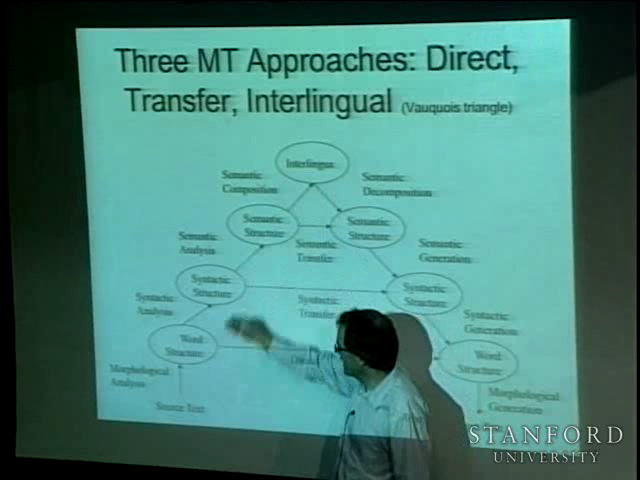 Three MT Approaches: Direct,
Transfer, Interlingual (Vauquois triangle)
Interlingua
Semantic
Composition
Semantic
Decomposition
Semantic
Structure
Semantic
Structure
Semantic
Analysis
Semantic
Transfer
Semantic
Generation
Syntactic
Structure
Syntactic
Structure
Syntactic
Analysis
Syntactic
Transfer
Syntactic
Generation
Word
Structure
Word
Structure
Morphological
Analysis
Morphological
Generation
Source Text
STANFORD
UNIVERSITY